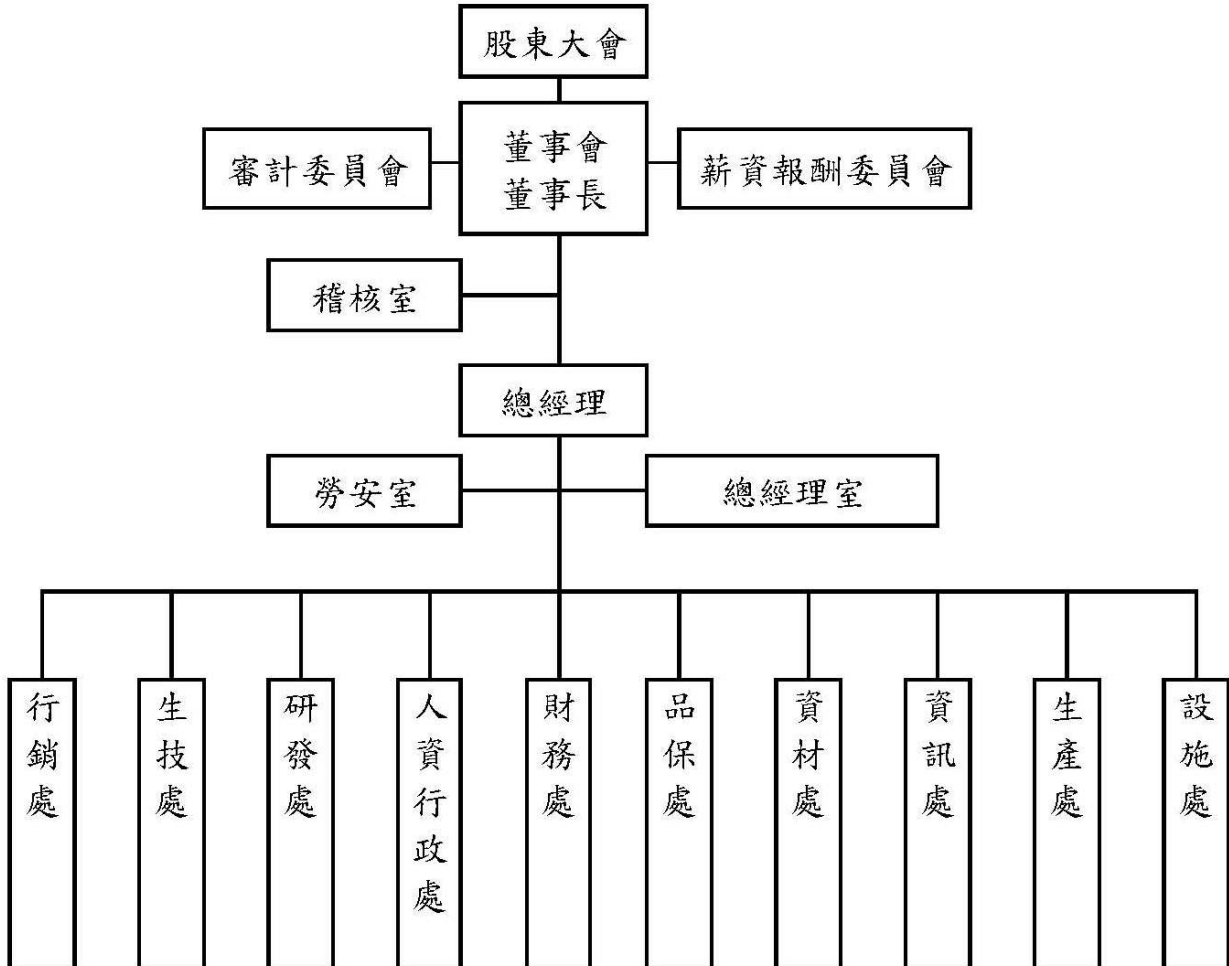 股東大會
董事會
董事長
審計委員會
薪資報酬委員會
稽核室
總經理
勞安室
總經理室
行銷處
生技處
研發處
人資行政處
財務處
品保處
資材處
資訊處
生產處
設施處